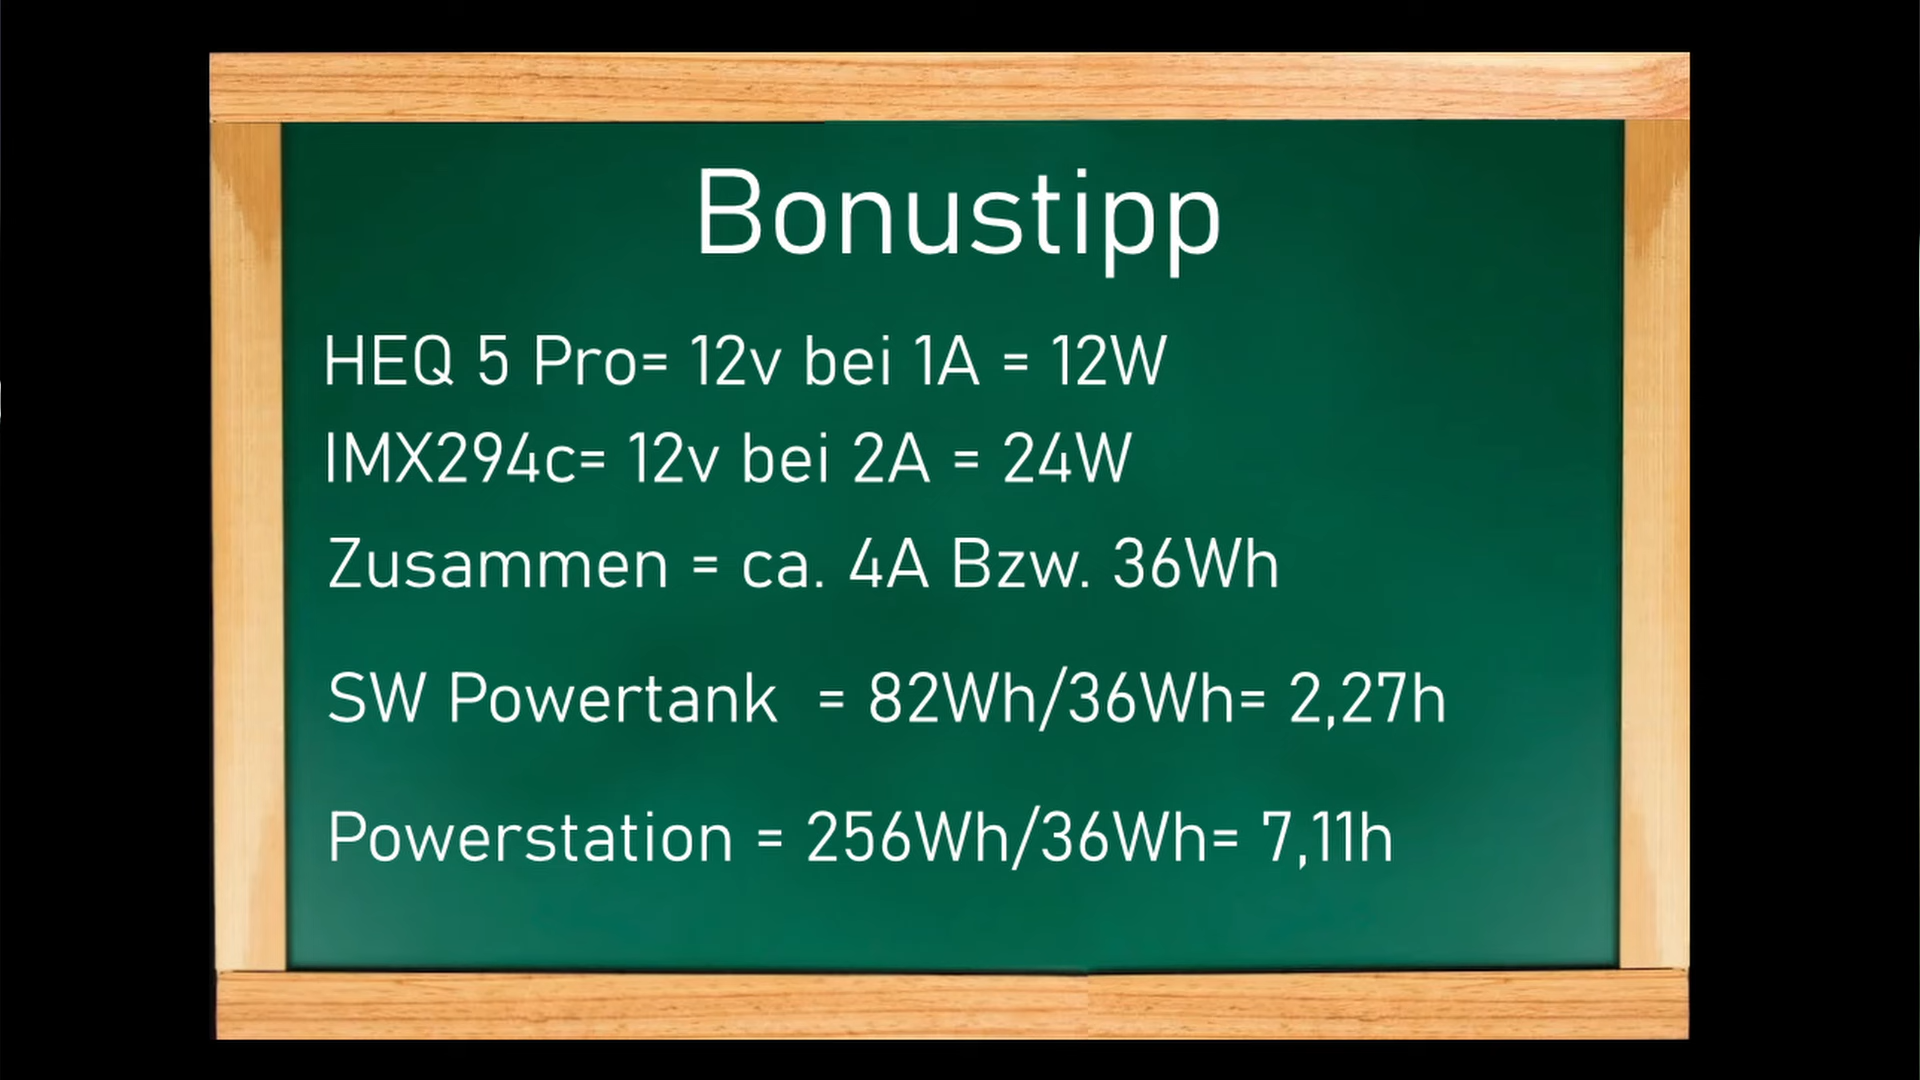 Bonustipp
HEQ 5 Pro= 12v bei 1A = 12W
IMX294c= 12v bei 2A = 24W
Zusammen = ca. 4A Bzw. 36Wh
SW Powertank = 82Wh/36Wh= 2,27h
Powerstation = 256Wh/36Wh= 7,11h